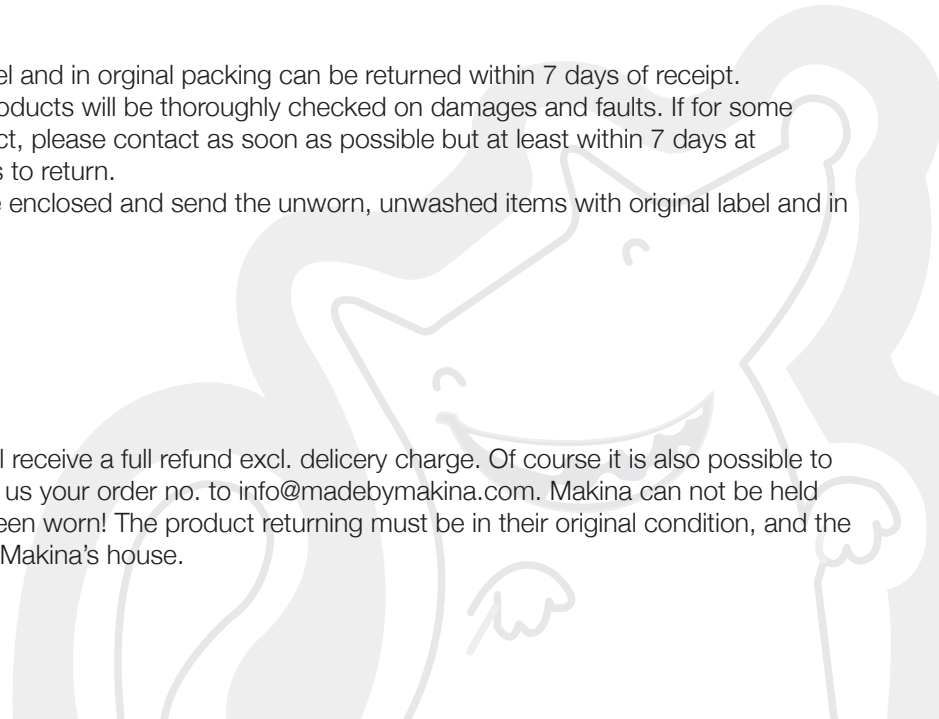 el and in orginal packing can be returned within 7 days of receipt.
oducts will be thoroughly checked on damages and faults. If for some
ct, please contact as soon as possible but at least within 7 days at
s to return.
e enclosed and send the unworn, unwashed items with original label and in
l receive a full refund excl. delicery charge. Of course it is also possible to
us your order no. to info@madebymakina.com. Makina can not be held
een worn! The product returning must be in their original condition, and the
Makina’s house.